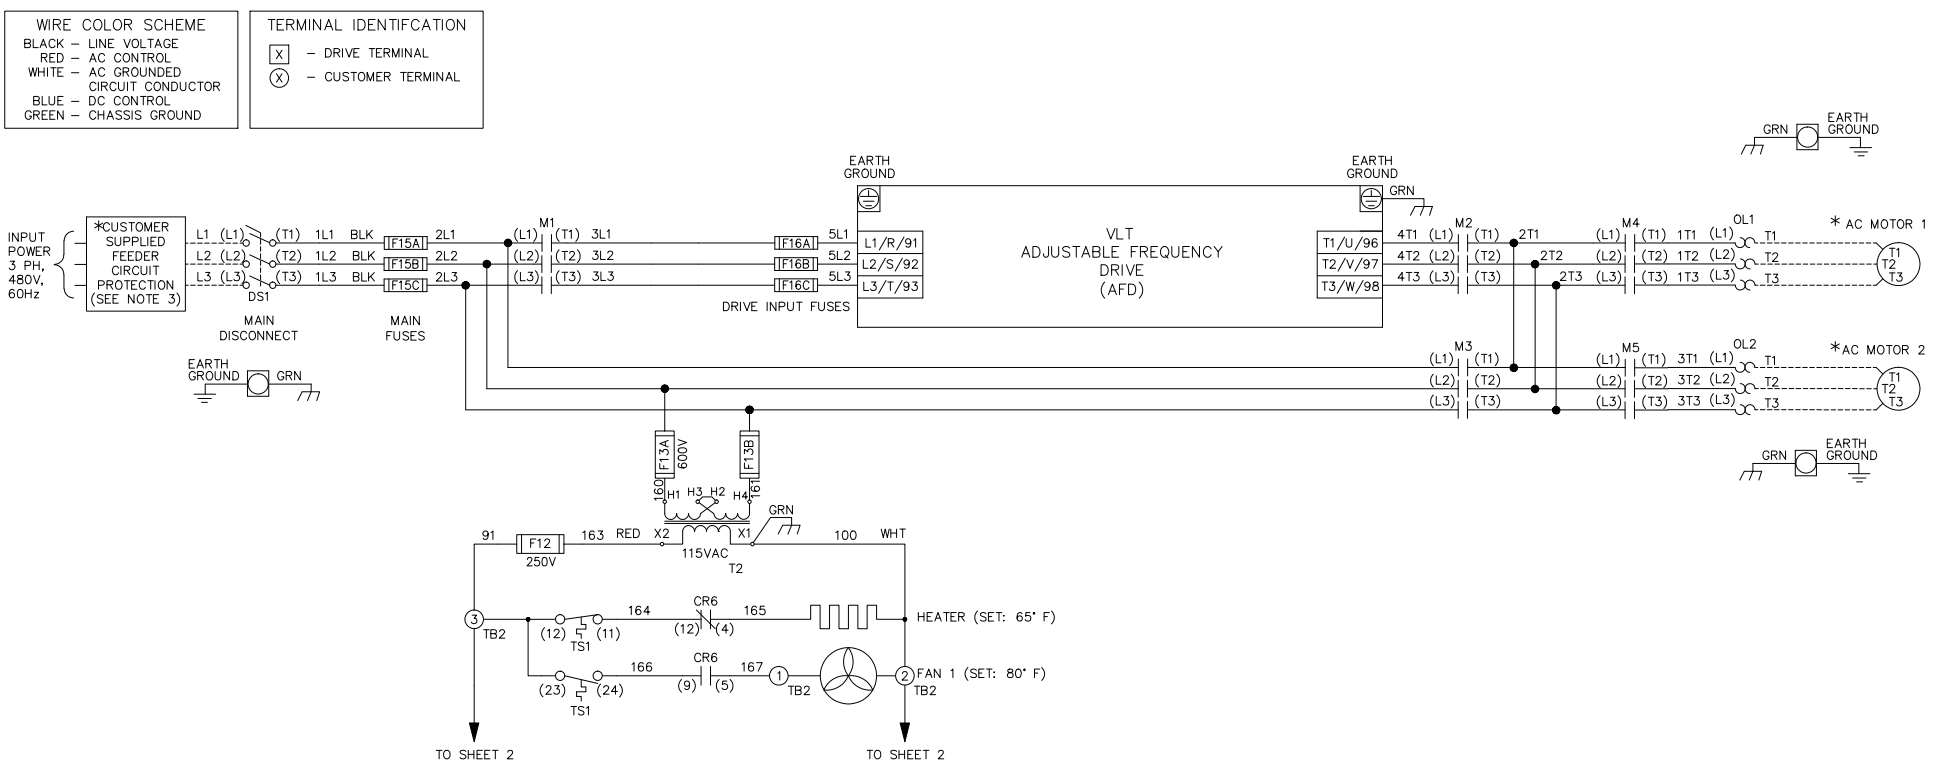 WIRE COLOR SCHEME
BLACK – LINE VOLTAGE
RED – AC CONTROL
WHITE – AC GROUNDED
CIRCUIT CONDUCTOR
BLUE – DC CONTROL
GREEN – CHASSIS GROUND
TERMINAL IDENTIFCATION
X – DRIVE TERMINAL
X – CUSTOMER TERMINAL
GRN EARTH
GROUND
EARTH
GROUND
EARTH
GROUND
GRN
INPUT
POWER
3 PH,
480V,
60Hz
*CUSTOMER
SUPPLIED
FEEDER
CIRCUIT
PROTECTION
(SEE NOTE 3)
L1 (L1) (T1) 1L1 BLK F15A 2L1 (L1) M1 (T1) 3L1 F16A 5L1 L1/R/91
L2 (L2) (T2) 1L2 BLK F15B 2L2 (L2) (T2) 3L2 F16B 5L2 L2/S/92
L3 (L3) (T3) 1L3 BLK F15C 2L3 (L3) (T3) 3L3 F16C 5L3 L3/T/93
DS1
MAIN
DISCONNECT
MAIN
FUSES
DRIVE INPUT FUSES
VLT
ADJUSTABLE FREQUENCY
DRIVE
(AFD)
T1/U/96 4T1 (L1) M2 (T1) 2T1 (L1) M4 (T1) 1T1 (L1) OL1 T1
T2/V/97 4T2 (L2) (T2) 2T2 (L2) (T2) 1T2 (L2) T2
T3/W/98 4T3 (L3) (T3) 2T3 (L3) (T3) 1T3 (L3) T3
* AC MOTOR 1
T1
T2
T3
EARTH
GROUND GRN
(L1) M3 (T1) (L1) M5 (T1) 3T1 (L1) OL2 T1
(L2) (T2) (L2) (T2) 3T2 (L2) T2
(L3) (T3) (L3) (T3) 3T3 (L3) T3
*AC MOTOR 2
T1
T2
T3
GRN EARTH
GROUND
F13A
600V
F13B
160
161
H1 H3 H2 H4
GRN
91 F12 163 RED X2 X1 100 WHT
250V
115VAC
T2
3
TB2
(12) (11)
TS1
164
CR6
(12) (4)
165
HEATER (SET: 65° F)
(23) (24)
TS1
166
CR6
(9) (5)
167
1
TB2
2
TB2
FAN 1 (SET: 80° F)
TO SHEET 2
TO SHEET 2